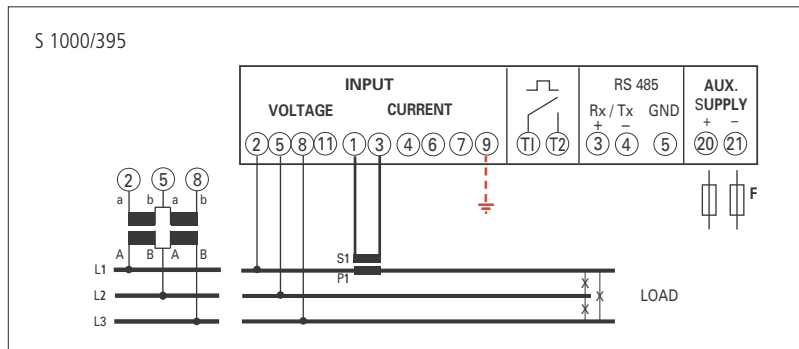 S 1000/395
INPUT
RS 485
AUX.
SUPPLY
VOLTAGE
CURRENT
Rx / Tx
GND
+
−
+
−
2
5
8
11
1
3
4
6
7
9
T1
T2
3
4
5
20
21
2
5
8
a
b
a
b
F
A
B
A
B
S1
P1
L1
L2
L3
X
X
X
LOAD